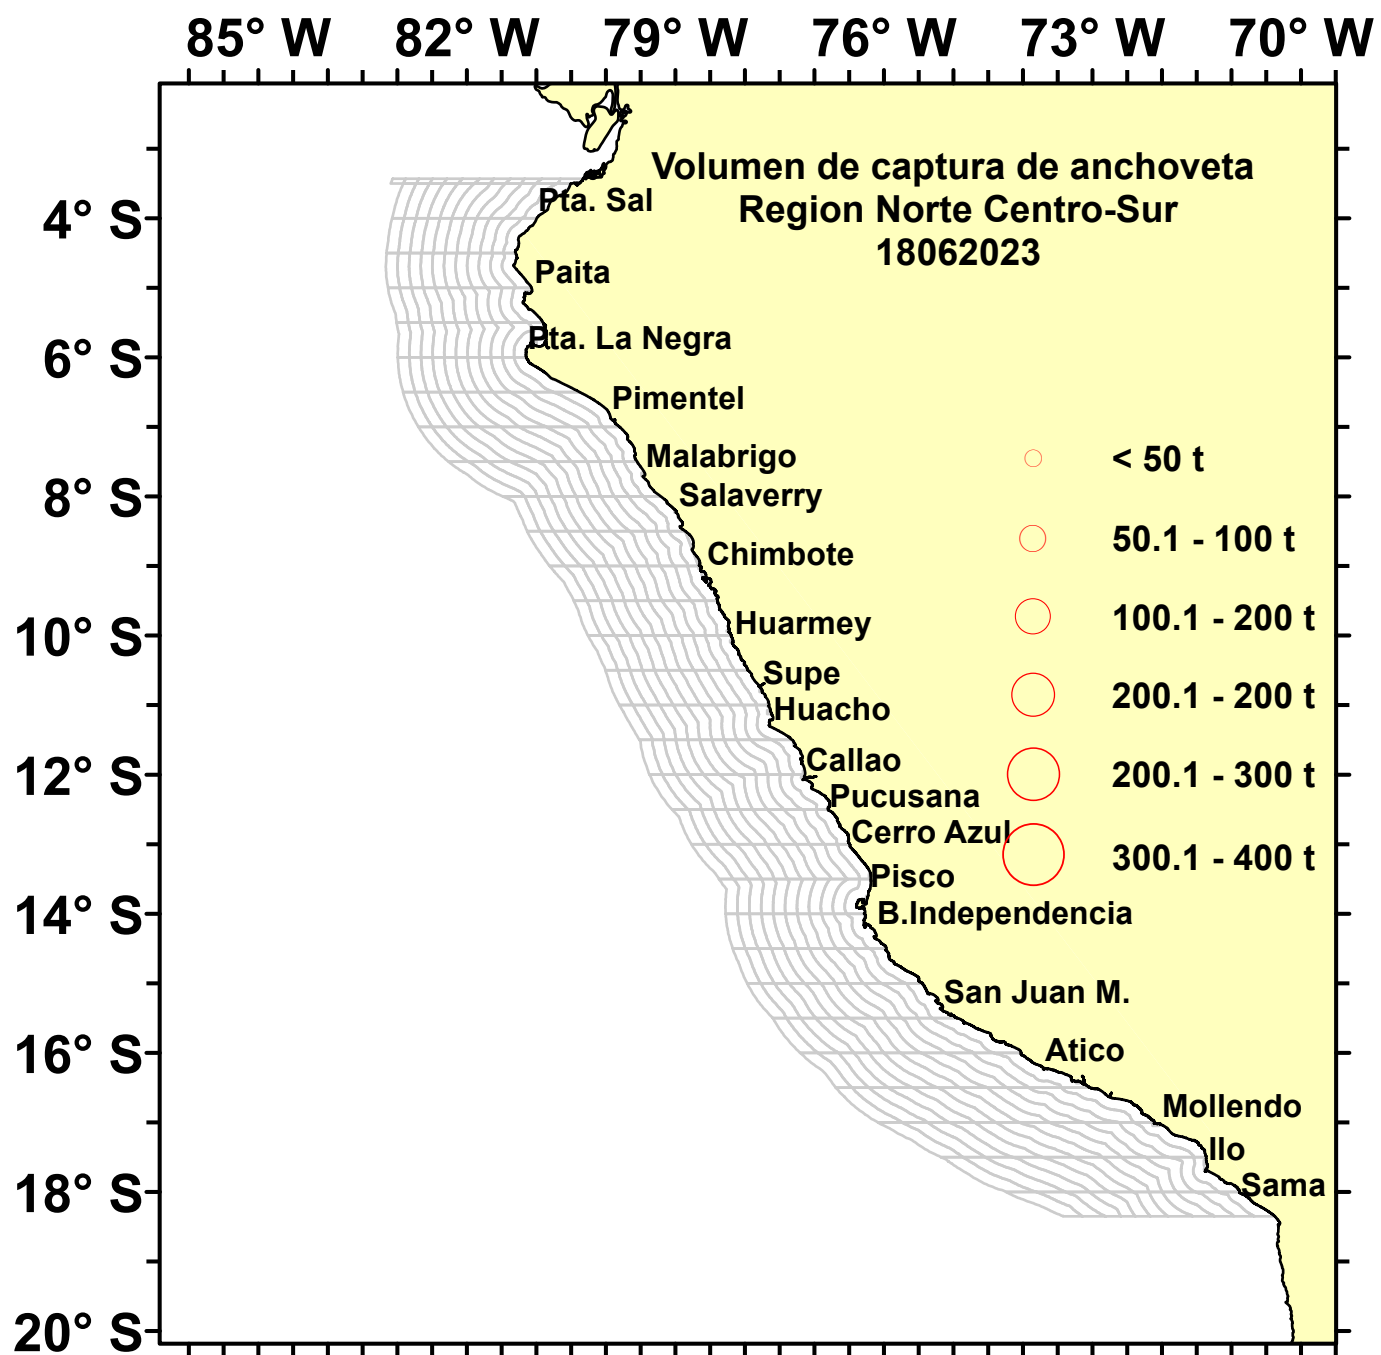 85° W 82° W 79° W 76° W 73° W 70° W
Volumen de captura de anchoveta
Region Norte Centro-Sur
18062023
4° S
6° S
8° S
10° S
12° S
14° S
16° S
18° S
20° S
Pta. Sal
Paita
Pta. La Negra
Pimentel
Malabrigo
Salaverry
Chimbote
Huarmey
Supe
Huacho
Callao
Pucusana
Cerro Azul
Pisco
B.Independencia
San Juan M.
Atico
Mollendo
Ilo
Sama
< 50 t
50.1 - 100 t
100.1 - 200 t
200.1 - 200 t
200.1 - 300 t
300.1 - 400 t